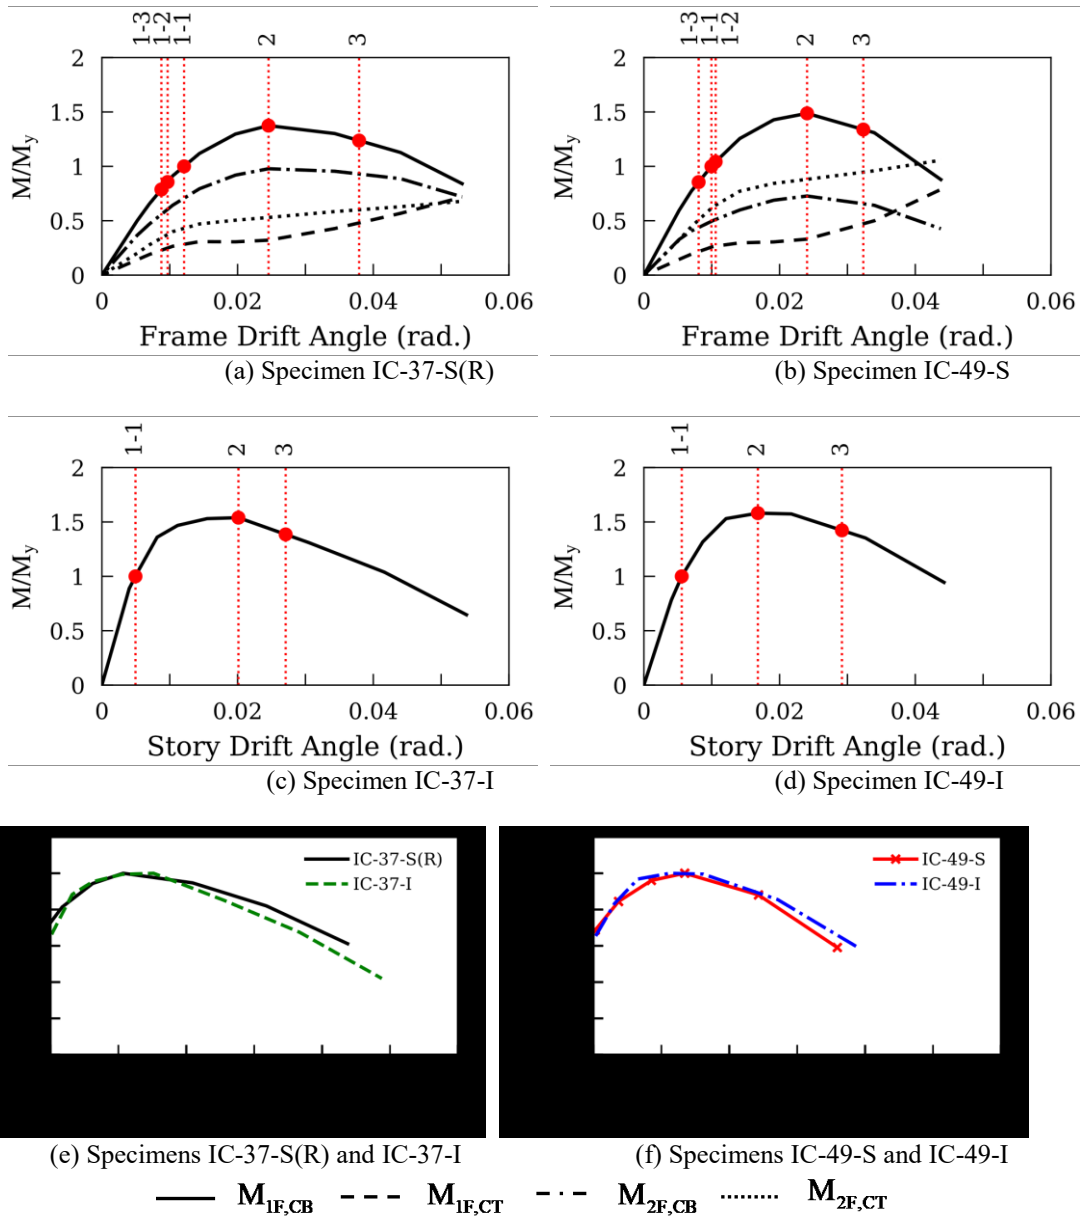 1-3 1-2 1-1 2 3
2
1.5
1
0.5
0
M/My
0 0.02 0.04 0.06
Frame Drift Angle (rad.)
(a) Specimen IC-37-S(R)
1-3 1-1 1-2 2 3
2
1.5
1
0.5
0
M/My
0 0.02 0.04 0.06
Frame Drift Angle (rad.)
(b) Specimen IC-49-S
1-1 2 3
2
1.5
1
0.5
0
M/My
0 0.02 0.04 0.06
Story Drift Angle (rad.)
(c) Specimen IC-37-I
1-1 2 3
2
1.5
1
0.5
0
M/My
0 0.02 0.04 0.06
Story Drift Angle (rad.)
(d) Specimen IC-49-I
IC-37-S(R)
IC-37-I
(e) Specimens IC-37-S(R) and IC-37-I
IC-49-S
IC-49-I
(f) Specimens IC-49-S and IC-49-I
M1F,CB M1F,CT M2F,CB M2F,CT